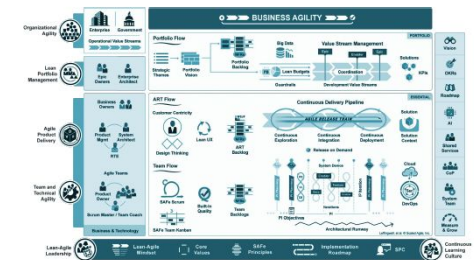 BUSINESS AGILITY
Organizational
Agility
Enterprise
Government
Operational Value Streams
Portfolio Flow
Strategic
Themes
Portfolio
Vision
Portfolio
Backlog
Big Data
Lean Budgets
Guardrails
Value Stream Management
Coordination
Development Value Streams
PORTFOLIO
Solutions
KPIs
Vision
OKRs
Roadmap
AI
Shared
Services
CoP
System
Team
Measure
& Grow
Lean
Portfolio
Management
Epic
Owners
Enterprise
Architect
Agile
Product
Delivery
Business
Owners
Product
Mgmt
System
Architect
RTE
ART Flow
Customer Centricity
Design Thinking
Lean UX
ART
Backlog
Continuous Delivery Pipeline
AGILE RELEASE TRAIN
Continuous
Exploration
Continuous
Integration
Continuous
Deployment
Release on Demand
ESSENTIAL
Solution
Solution
Context
Cloud
DevOps
Team and
Technical Agility
Agile Teams
Product
Owner
Scrum Master / Team Coach
Business & Technology
Team Flow
SAFe Scrum
SAFe Team Kanban
Built-in
Quality
Team
Backlogs
System Demos
Iterations
PI Objectives
Architectural Runway
Lean-Agile
Leadership
Lean-Agile
Mindset
Core
Values
SAFe
Principles
Implementation
Roadmap
SPC
Continuous
Learning
Culture